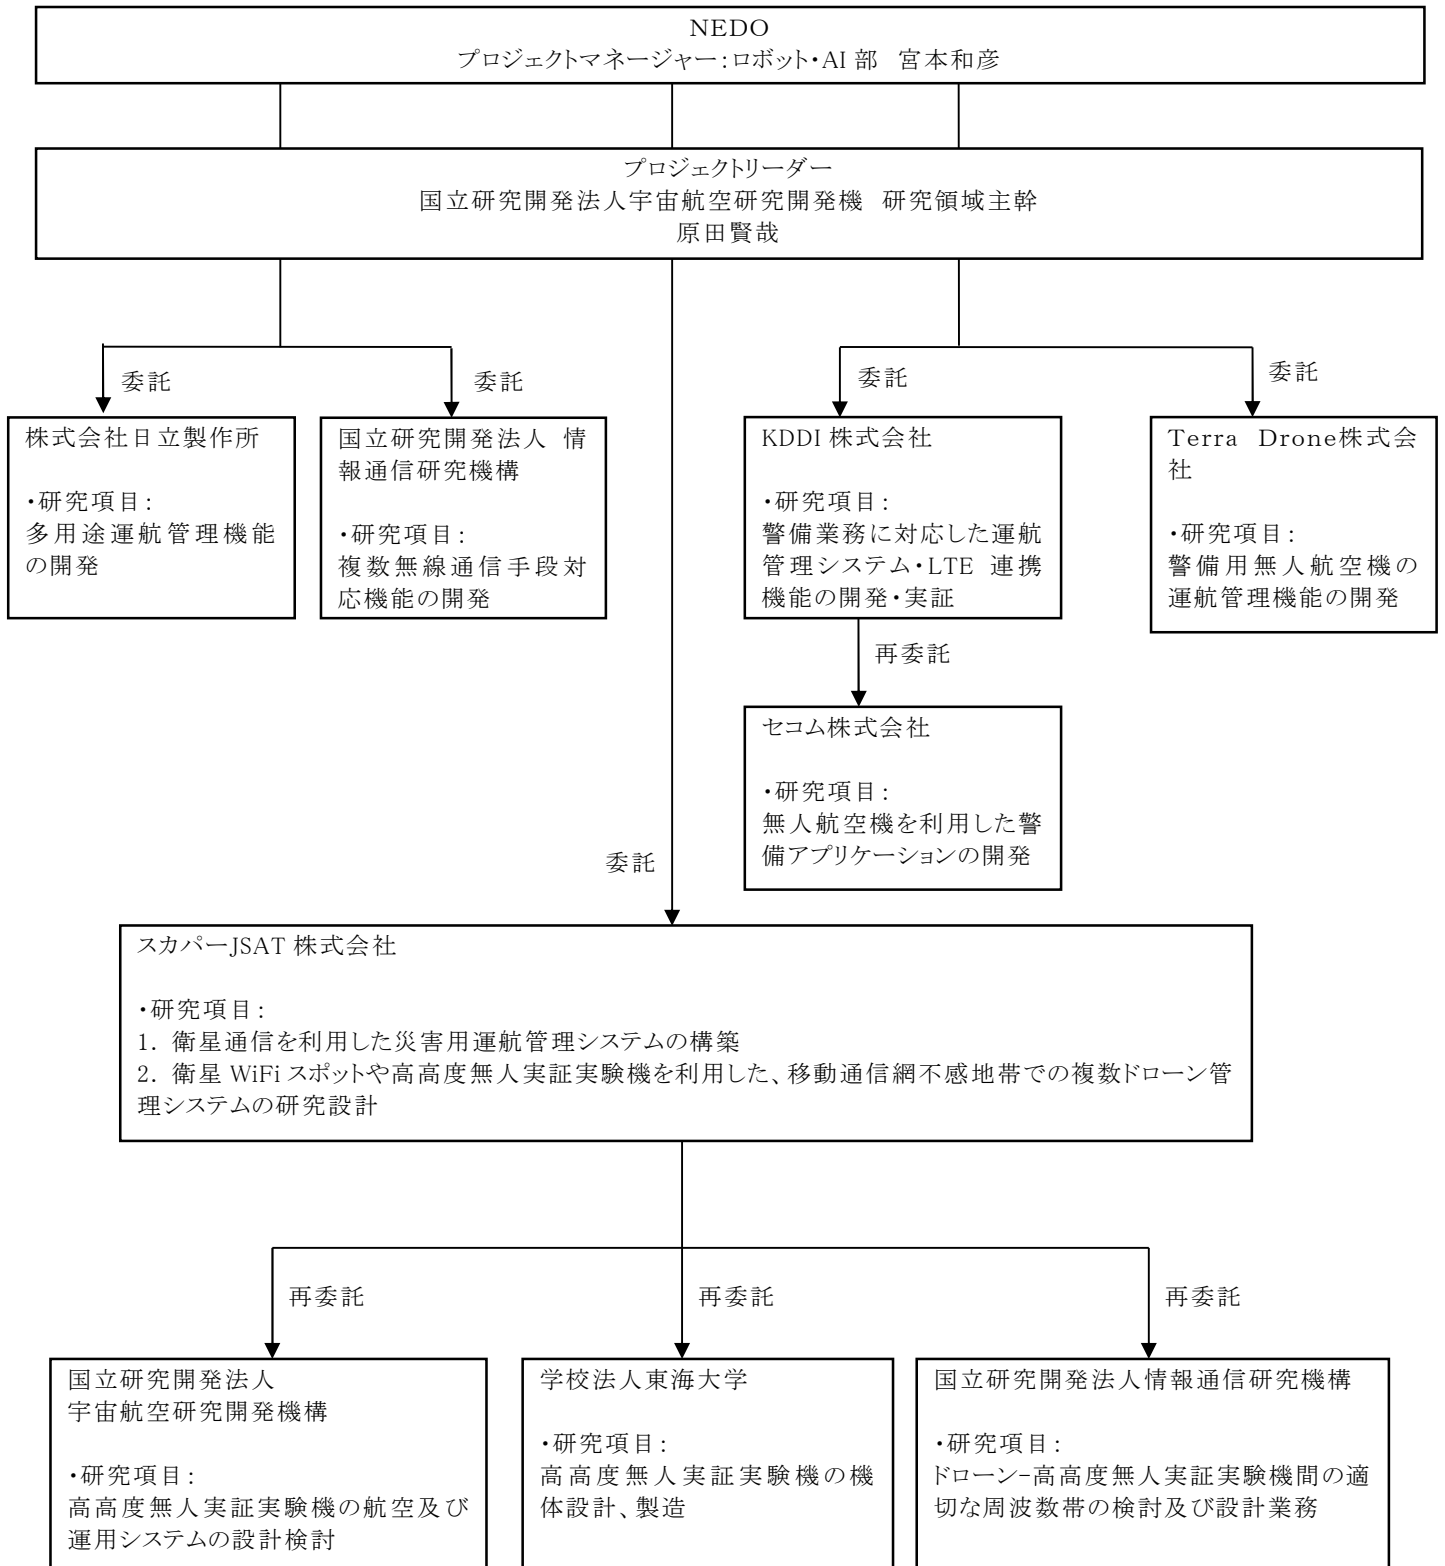 NEDO
プロジェクトマネージャー：ロボット・AI 部　宮本和彦
プロジェクトリーダー
国立研究開発法人宇宙航空研究開発機　研究領域主幹
原田賢哉
委託
委託
委託
委託
株式会社日立製作所
・研究項目：
多用途運航管理機能
の開発
国立研究開発法人 情
報通信研究機構
・研究項目：
複数無線通信手段対
応機能の開発
KDDI 株式会社
・研究項目：
警備業務に対応した運航
管理システム・LTE 連携
機能の開発・実証
Terra Drone株式会
社
・研究項目：
警備用無人航空機の
運航管理機能の開発
再委託
セコム株式会社
・研究項目：
無人航空機を利用した警
備アプリケーションの開発
委託
スカパーJSAT 株式会社
・研究項目：
1. 衛星通信を利用した災害用運航管理システムの構築
2. 衛星 WiFi スポットや高高度無人実証実験機を利用した、移動通信網不感地帯での複数ドローン管
理システムの研究設計
再委託
再委託
再委託
国立研究開発法人
宇宙航空研究開発機構
・研究項目：
高高度無人実証実験機の航空及び
運用システムの設計検討
学校法人東海大学
・研究項目：
高高度無人実証実験機の機
体設計、製造
国立研究開発法人情報通信研究機構
・研究項目：
ドローン−高高度無人実証実験機間の適
切な周波数帯の検討及び設計業務